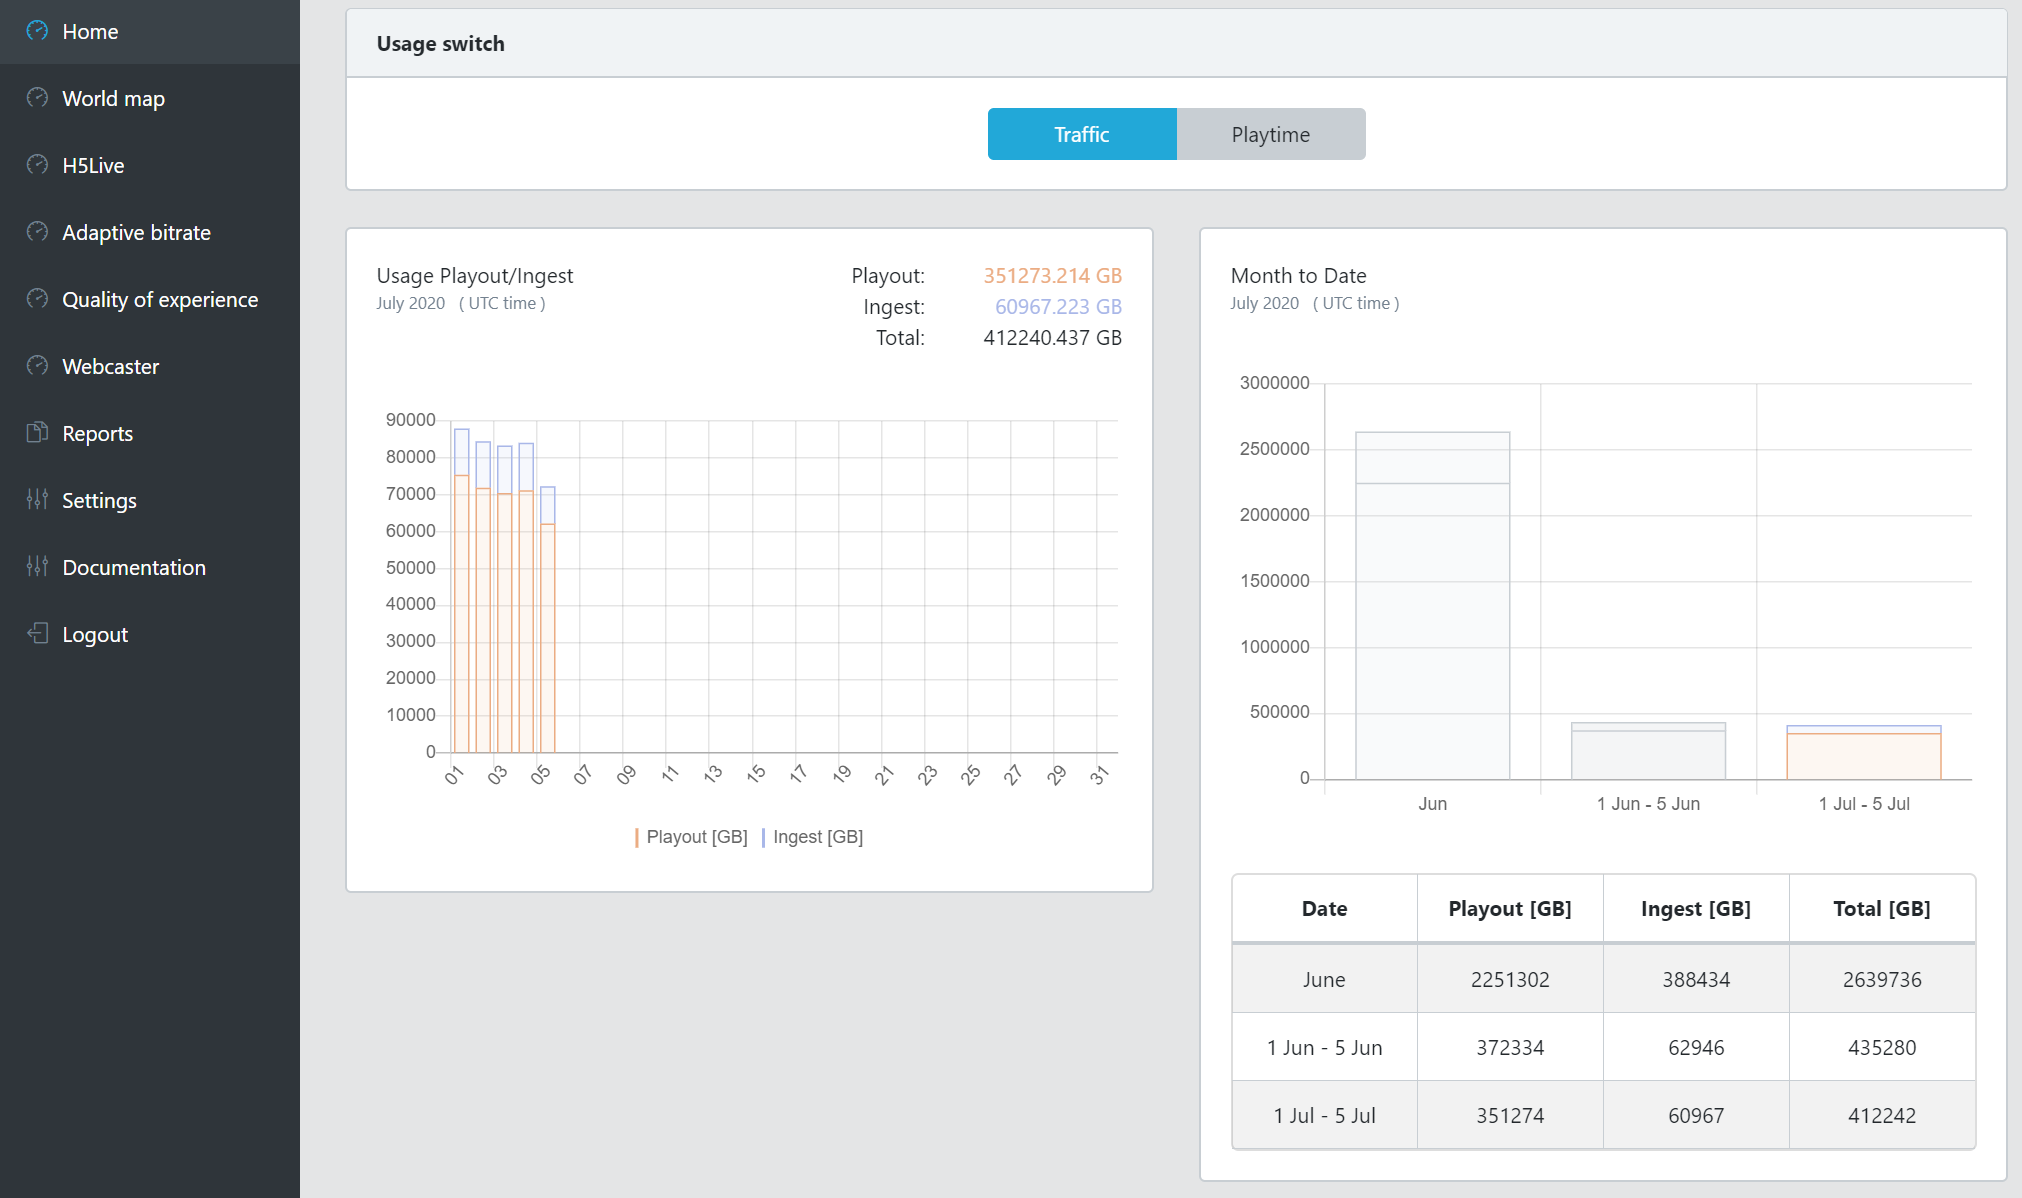 Home
World map
H5Live
Adaptive bitrate
Quality of experience
Webcaster
Reports
Settings
Documentation
Logout
Usage switch
Traffic Playtime
Usage Playout/Ingest
July 2020 ( UTC time )
Playout: 351273.214 GB
Ingest: 60967.223 GB
Total: 412240.437 GB
90000
80000
70000
60000
50000
40000
30000
20000
10000
0
01 03 05 07 09 11 13 15 17 19 21 23 25 27 29 31
Playout [GB] Ingest [GB]
Month to Date
July 2020 ( UTC time )
3000000
2500000
2000000
1500000
1000000
500000
0
Jun 1 Jun - 5 Jun 1 Jul - 5 Jul
Date Playout [GB] Ingest [GB] Total [GB]
June 2251302 388434 2639736
1 Jun - 5 Jun 372334 62946 435280
1 Jul - 5 Jul 351274 60967 412242